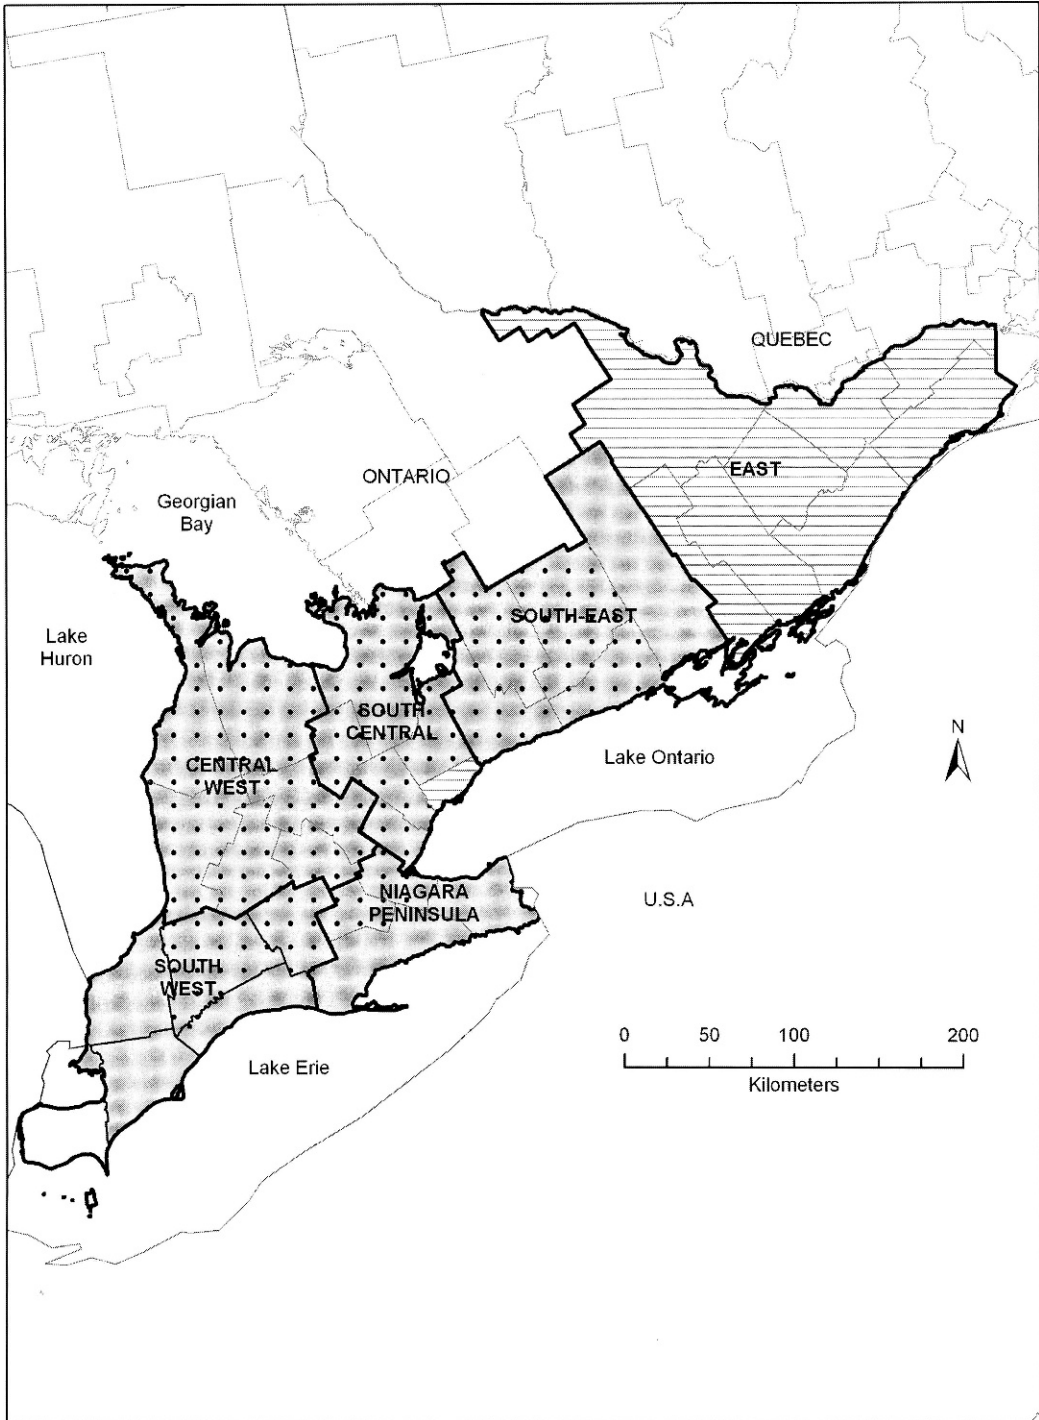 QUEBEC
EAST
ONTARIO
Georgian
Bay
SOUTH-EAST
Lake
Huron
SOUTH
CENTRAL
N
Lake Ontario
CENTRAL
WEST
NIAGARA
PENINSULA
U.S.A
SOUTH
WEST
0 50 100 200
Kilometers
Lake Erie